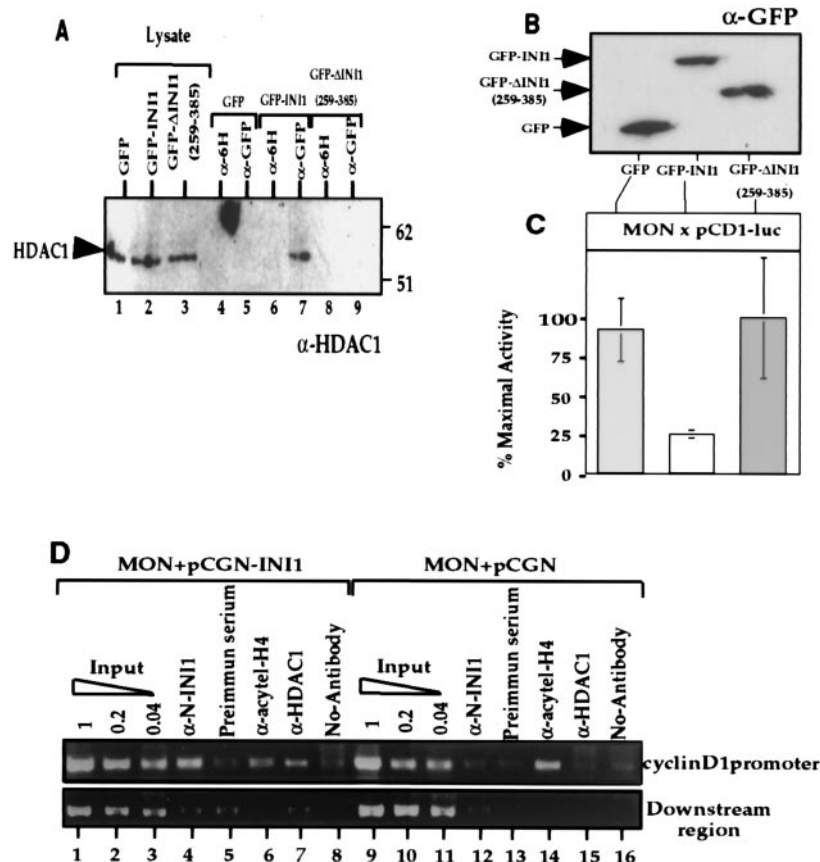 A
Lysate
GFP
GFP-INI1
GFP-ΔINI1
(259-385)
GFP
α-6H
α-GFP
GFP-INI1
α-6H
α-GFP
GFP-ΔINI1
(259-385)
α-6H
α-GFP
HDAC1
62
51
1 2 3 4 5 6 7 8 9
α-HDAC1
B
α-GFP
GFP-INI1
GFP-ΔINI1
(259-385)
GFP
GFP GFP-INI1 GFP-ΔINI1
(259-385)
C
MON x pCD1-luc
% Maximal Activity
100
75
50
25
0
D
MON+pCGN-INI1 MON+pCGN
Input
1
0.2
0.04
α-N-INI1
Preimmun serium
α-acytel-H4
α-HDAC1
No-Antibody
Input
1
0.2
0.04
α-N-INI1
Preimmun serium
α-acytel-H4
α-HDAC1
No-Antibody
cyclinD1promoter
Downstream
region
1 2 3 4 5 6 7 8 9 10 11 12 13 14 15 16